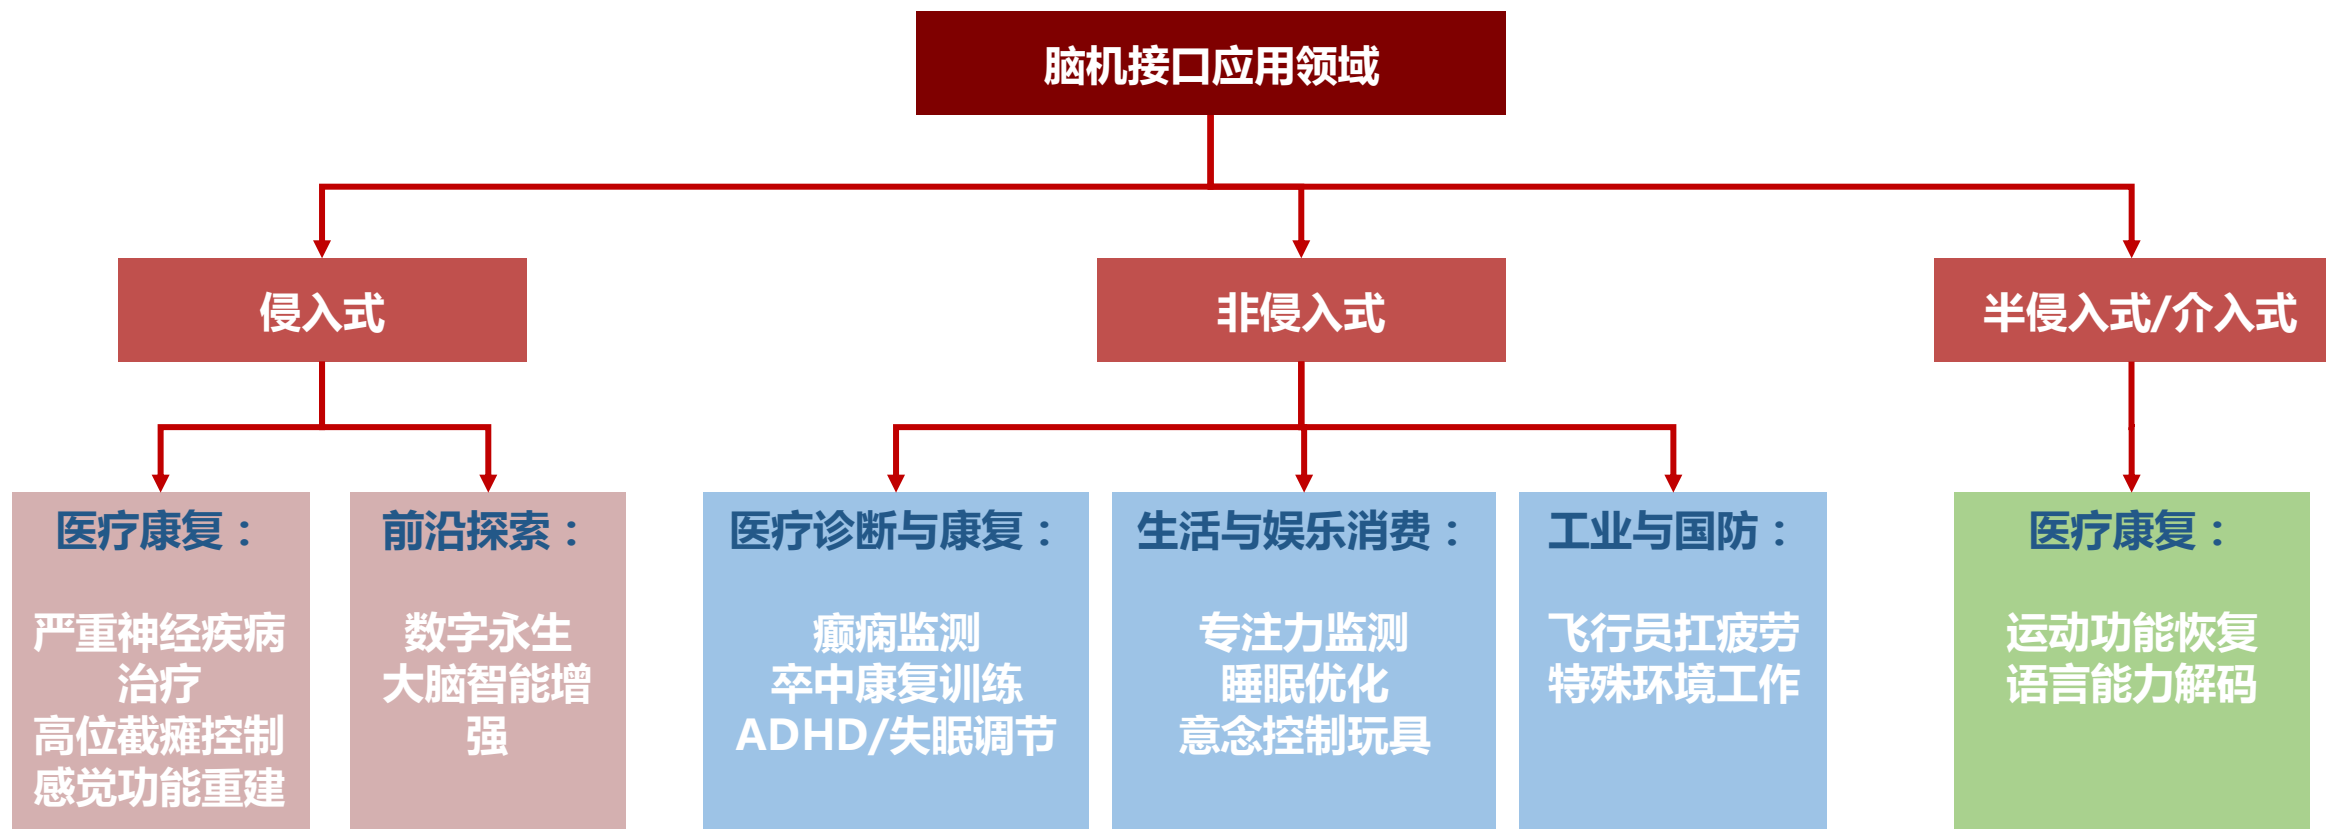 脑机接口应用领域
侵入式
非侵入式
半侵入式/介入式
医疗康复：
严重神经疾病
治疗
高位截瘫控制
感觉功能重建
前沿探索：
数字永生
大脑智能增
强
医疗诊断与康复：
癫痫监测
卒中康复训练
ADHD/失眠调节
生活与娱乐消费：
专注力监测
睡眠优化
意念控制玩具
工业与国防：
飞行员扛疲劳
特殊环境工作
医疗康复：
运动功能恢复
语言能力解码